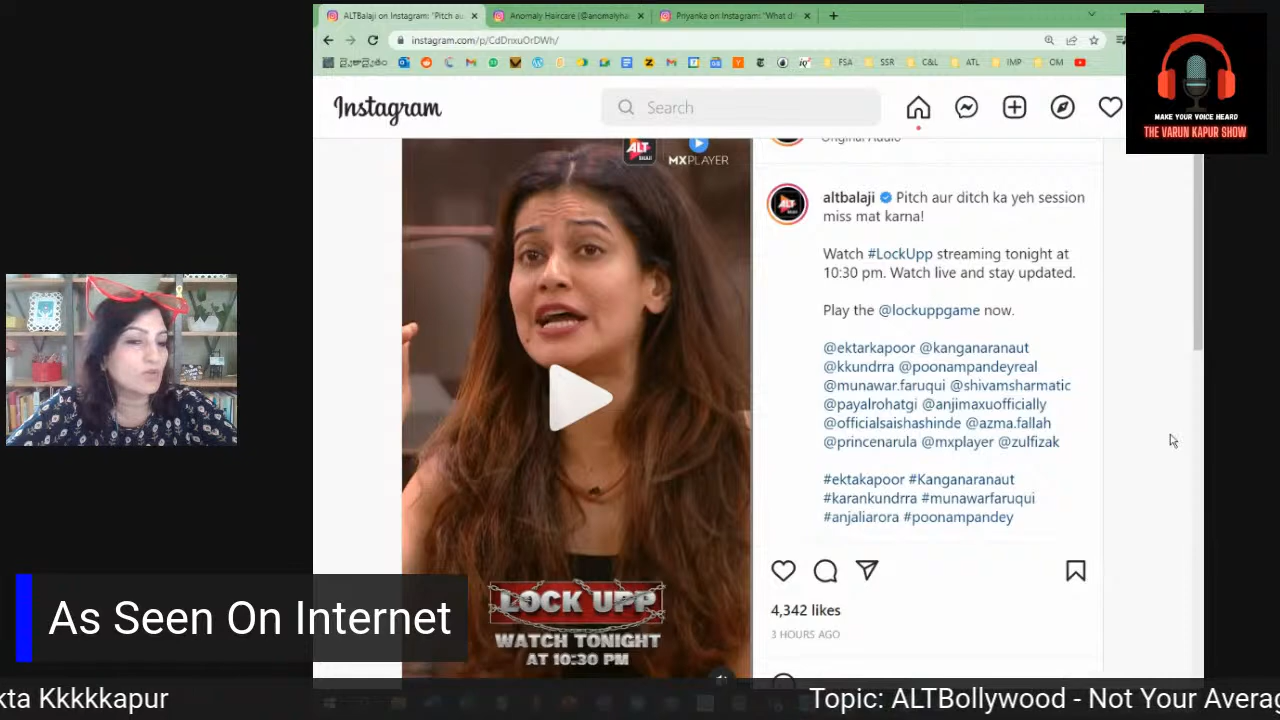 ALTBalaji on Instagram: "Pitch au
Anomaly Haircare (@anomalyha
Priyanka on Instagram: "What d
instagram.com/p/CdDnxuOrDWh/
FSA
SSR
C&L
ATL
IMP
OM
MAKE YOUR VOICE HEARD
THE VARUN KAPUR SHOW
Instagram
Search
Original Audio
ALT
BALAJI
MXPLAYER
altbalaji Pitch aur ditch ka yeh session
miss mat karna!
Watch #LockUpp streaming tonight at
10:30 pm. Watch live and stay updated.
Play the @lockuppgame now.
@ektarkapoor @kanganaranaut
@kkundrra @poonampandeyreal
@munawar.faruqui @shivamsharmatic
@payalrohatgi @anjimaxuofficially
@officialsaishashinde @azma.fallah
@princenarula @mxplayer @zulfizak
#ektakapoor #Kanganaranaut
#karankundrra #munawarfaruqui
#anjaliarora #poonampandey
4,342 likes
3 HOURS AGO
LOCK UPP
WATCH TONIGHT
AT 10:30 PM
As Seen On Internet
kta Kkkkkapur
Topic: ALTBollywood - Not Your Averag